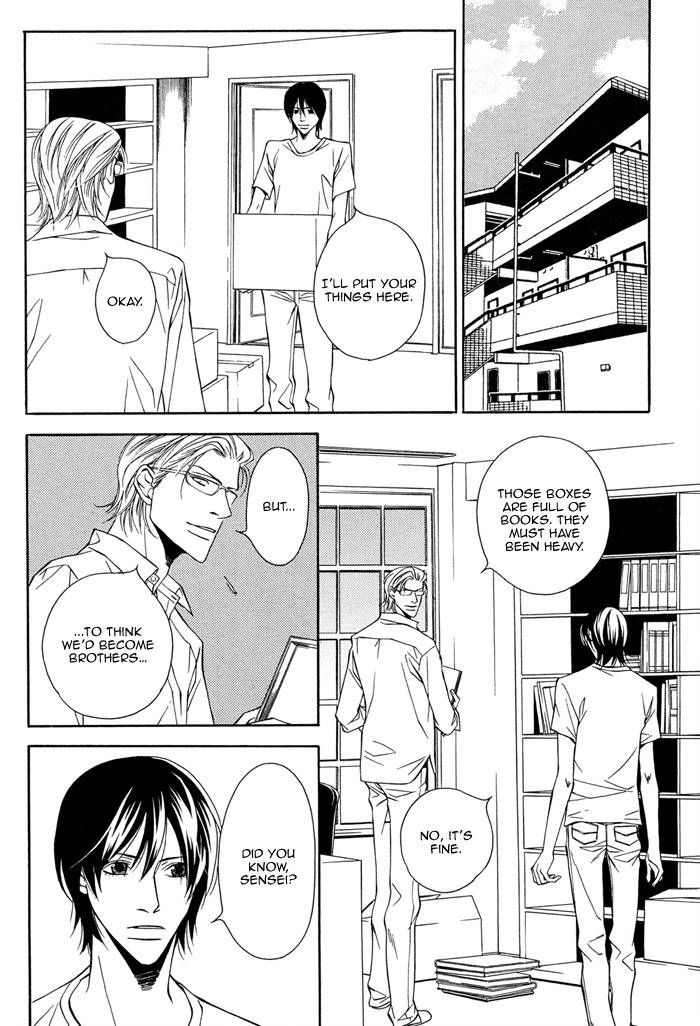 I'LL PUT YOUR
THINGS HERE.
OKAY.
THOSE BOXES
ARE FULL OF
BOOKS. THEY
MUST HAVE
BEEN HEAVY.
NO, IT'S
FINE.
BUT...
...TO THINK
WE'D BECOME
BROTHERS...
DID YOU
KNOW,
SENSEI?